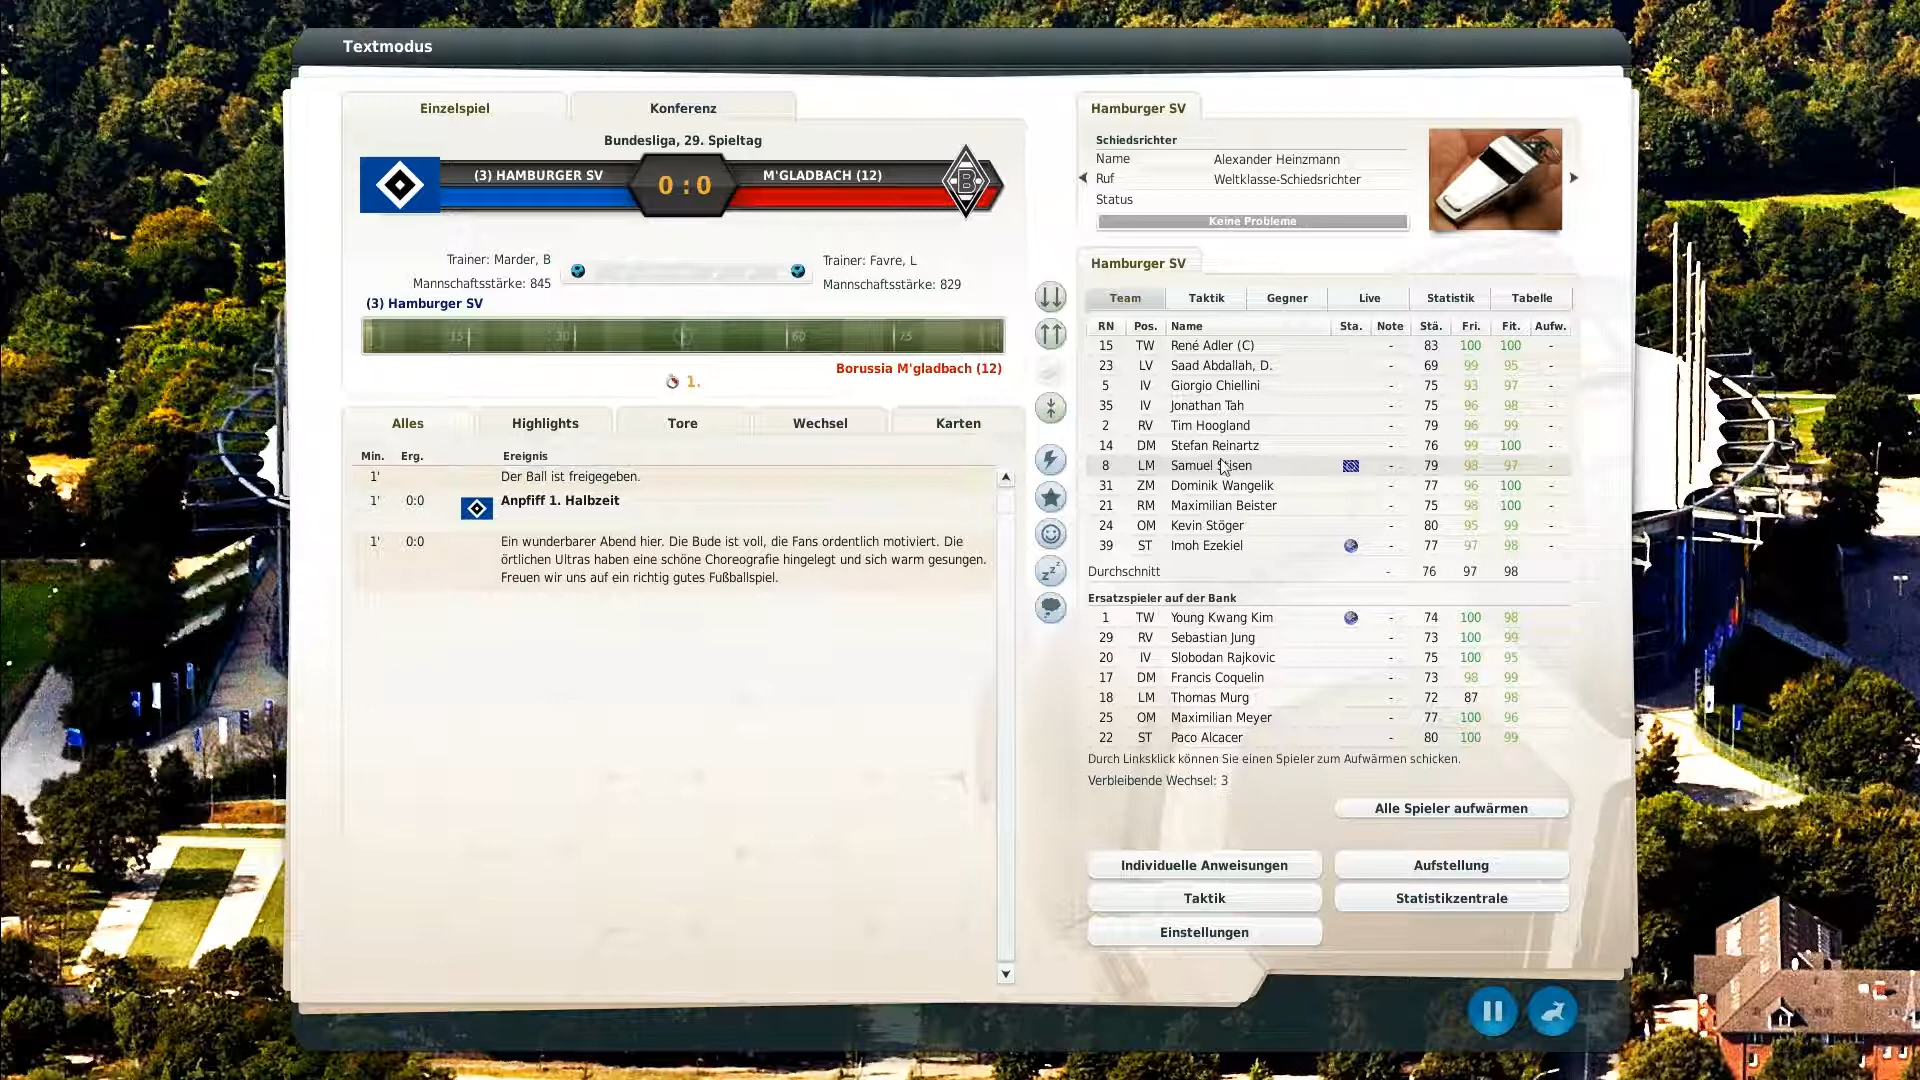 Textmodus
Einzelspiel
Konferenz
Bundesliga, 29. Spieltag
(3) HAMBURGER SV
0 : 0
M'GLADBACH (12)
Trainer: Marder, B
Trainer: Favre, L
Mannschaftsstärke: 845
Mannschaftsstärke: 829
(3) Hamburger SV
15 30 60 75
Borussia M'gladbach (12)
1.
Alles Highlights Tore Wechsel Karten
Min. Erg. Ereignis
1' Der Ball ist freigegeben.
1' 0:0 Anpfiff 1. Halbzeit
1' 0:0 Ein wunderbarer Abend hier. Die Bude ist voll, die Fans ordentlich motiviert. Die
örtlichen Ultras haben eine schöne Choreografie hingelegt und sich warm gesungen.
Freuen wir uns auf ein richtig gutes Fußballspiel.
Hamburger SV
Schiedsrichter
Name Alexander Heinzmann
Ruf Weltklasse-Schiedsrichter
Status
Keine Probleme
Hamburger SV
Team Taktik Gegner Live Statistik Tabelle
RN Pos. Name Sta. Note Stä. Fri. Fit. Aufw.
15 TW René Adler (C) - 83 100 100 -
23 LV Saad Abdallah, D. - 69 99 95 -
5 IV Giorgio Chiellini - 75 93 97 -
35 IV Jonathan Tah - 75 96 98 -
2 RV Tim Hoogland - 79 96 99 -
14 DM Stefan Reinartz - 76 99 100 -
8 LM Samuel - 79 98 97 -
31 ZM Dominik Wangelik - 77 96 100 -
21 RM Maximilian Beister - 75 98 100 -
24 OM Kevin Stöger - 80 95 99 -
39 ST Imoh Ezekiel - 77 97 98 -
Durchschnitt - 76 97 98
Ersatzspieler auf der Bank
1 TW Young Kwang Kim - 74 100 98
29 RV Sebastian Jung - 73 100 99
20 IV Slobodan Rajkovic - 75 100 95
17 DM Francis Coquelin - 73 98 99
18 LM Thomas Murg - 72 87 98
25 OM Maximilian Meyer - 77 100 96
22 ST Paco Alcacer - 80 100 99
Durch Linksklick können Sie einen Spieler zum Aufwärmen schicken.
Verbleibende Wechsel: 3
Alle Spieler aufwärmen
Individuelle Anweisungen
Aufstellung
Taktik
Statistikzentrale
Einstellungen